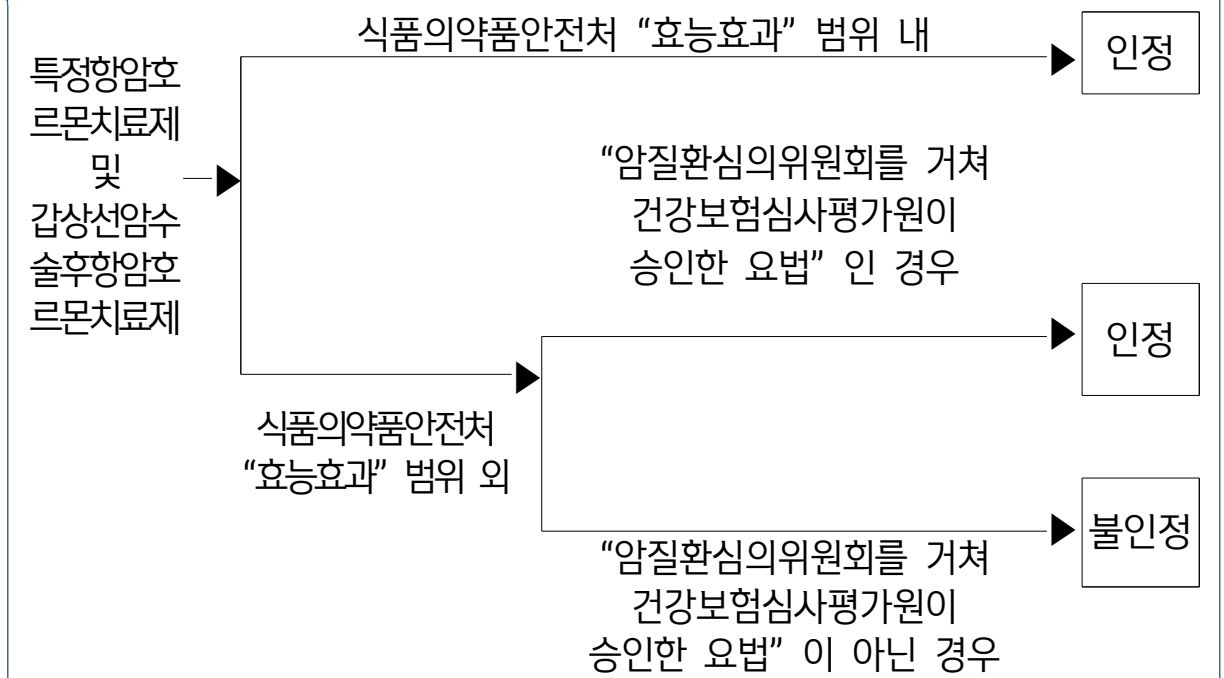 식품의약품안전처 “효능효과” 범위 내
인정
특정항암호
르몬치료제
및
갑상선암수
술후항암호
르몬치료제
“암질환심의위원회를 거쳐
건강보험심사평가원이
승인한 요법” 인 경우
인정
식품의약품안전처
“효능효과” 범위 외
불인정
“암질환심의위원회를 거쳐
건강보험심사평가원이
승인한 요법” 이 아닌 경우